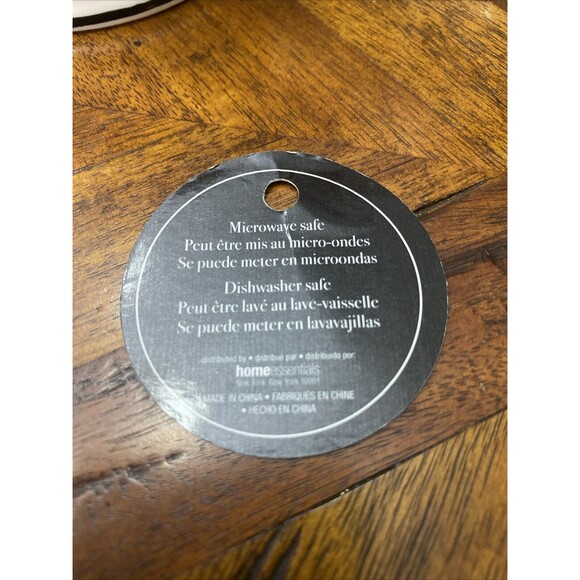 Microwave safe
Peut être mis au micro-ondes
Se puede meter en microondas
Dishwasher safe
Peut être lavé au lave-vaisselle
Se puede meter en lavavajillas
distributed by • distribué par • distribuido por:
homeessentials
New York, New York 10001
MADE IN CHINA • FABRIQUÉS EN CHINE
• HECHO EN CHINA